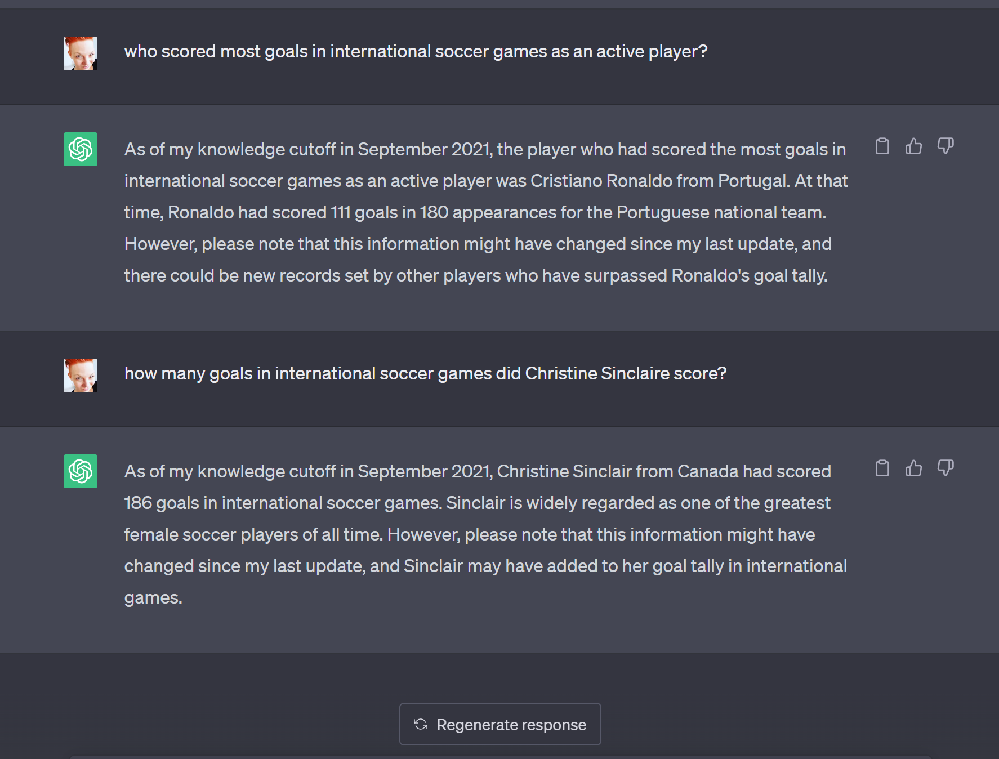 who scored most goals in international soccer games as an active player?
As of my knowledge cutoff in September 2021, the player who had scored the most goals in
international soccer games as an active player was Cristiano Ronaldo from Portugal. At that
time, Ronaldo had scored 111 goals in 180 appearances for the Portuguese national team.
However, please note that this information might have changed since my last update, and
there could be new records set by other players who have surpassed Ronaldo's goal tally.
how many goals in international soccer games did Christine Sinclaire score?
As of my knowledge cutoff in September 2021, Christine Sinclair from Canada had scored
186 goals in international soccer games. Sinclair is widely regarded as one of the greatest
female soccer players of all time. However, please note that this information might have
changed since my last update, and Sinclair may have added to her goal tally in international
games.
Regenerate response